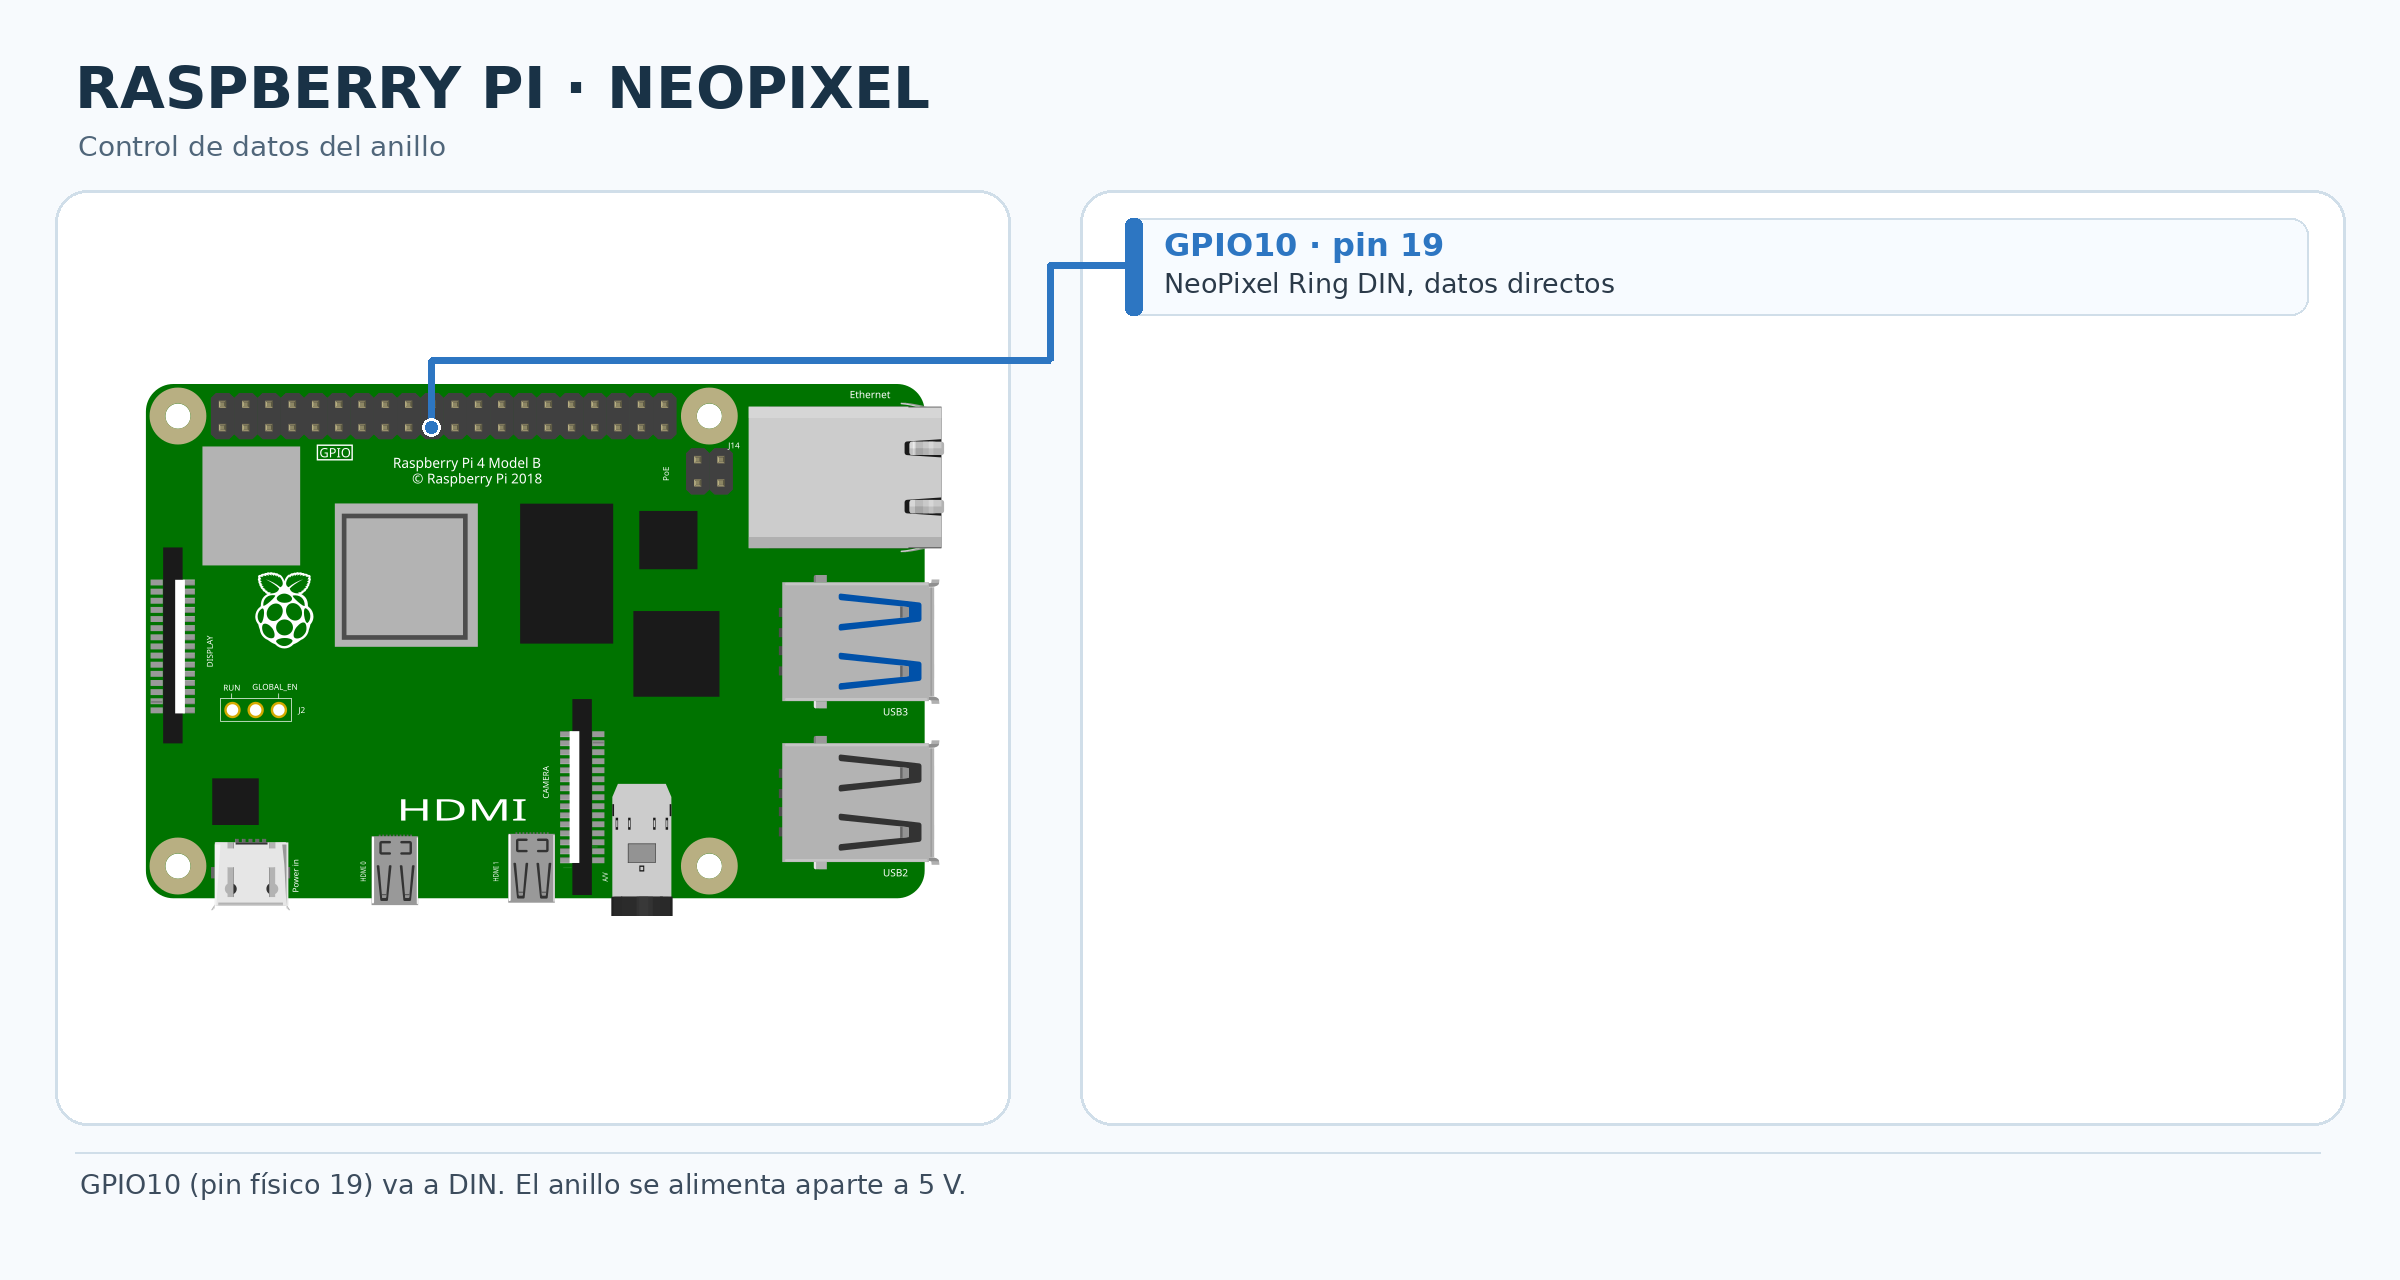 RASPBERRY PI · NEOPIXEL
Control de datos del anillo
GPIO10 · pin 19
NeoPixel Ring DIN, datos directos
Ethernet
J14
GPIO
Raspberry Pi 4 Model B
© Raspberry Pi 2018
PoE
DISPLAY
RUN GLOBAL_EN
J2
USB3
CAMERA
HDMI
Power in
HDMI 0
HDMI 1
A/V
USB2
GPIO10 (pin físico 19) va a DIN. El anillo se alimenta aparte a 5 V.